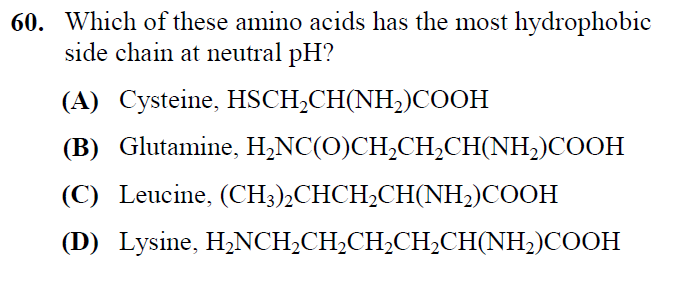 60. Which of these amino acids has the most hydrophobic
side chain at neutral pH?
(A) Cysteine, HSCH₂CH(NH₂)COOH
(B) Glutamine, H₂NC(O)CH₂CH₂CH(NH₂)COOH
(C) Leucine, (CH₃)₂CHCH₂CH(NH₂)COOH
(D) Lysine, H₂NCH₂CH₂CH₂CH₂CH(NH₂)COOH